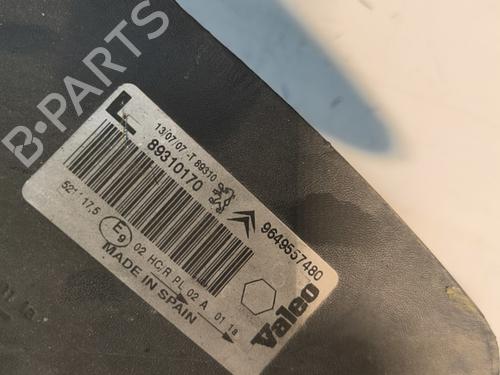 B-PARTS
L
13/07/07 -T 89310
89310170
9649557480
52' 17.5
E9
02 HC/R PL 02 A 01 1a
MADE IN SPAIN
Valeo